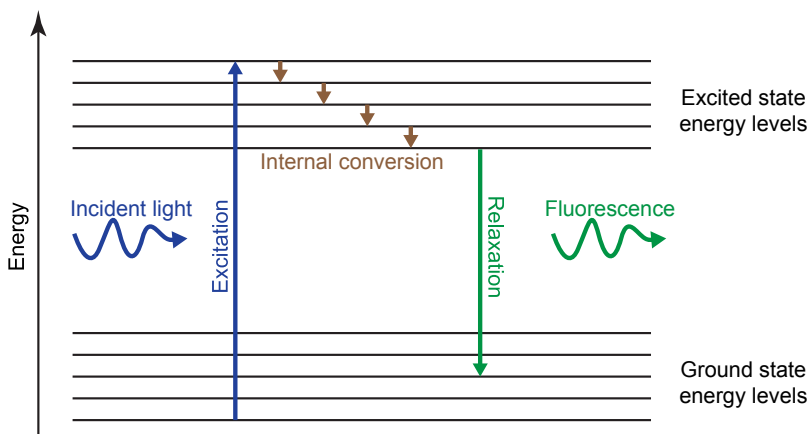 Excited state
energy levels
Internal conversion
Incident light
Excitation
Relaxation
Fluorescence
Energy
Ground state
energy levels